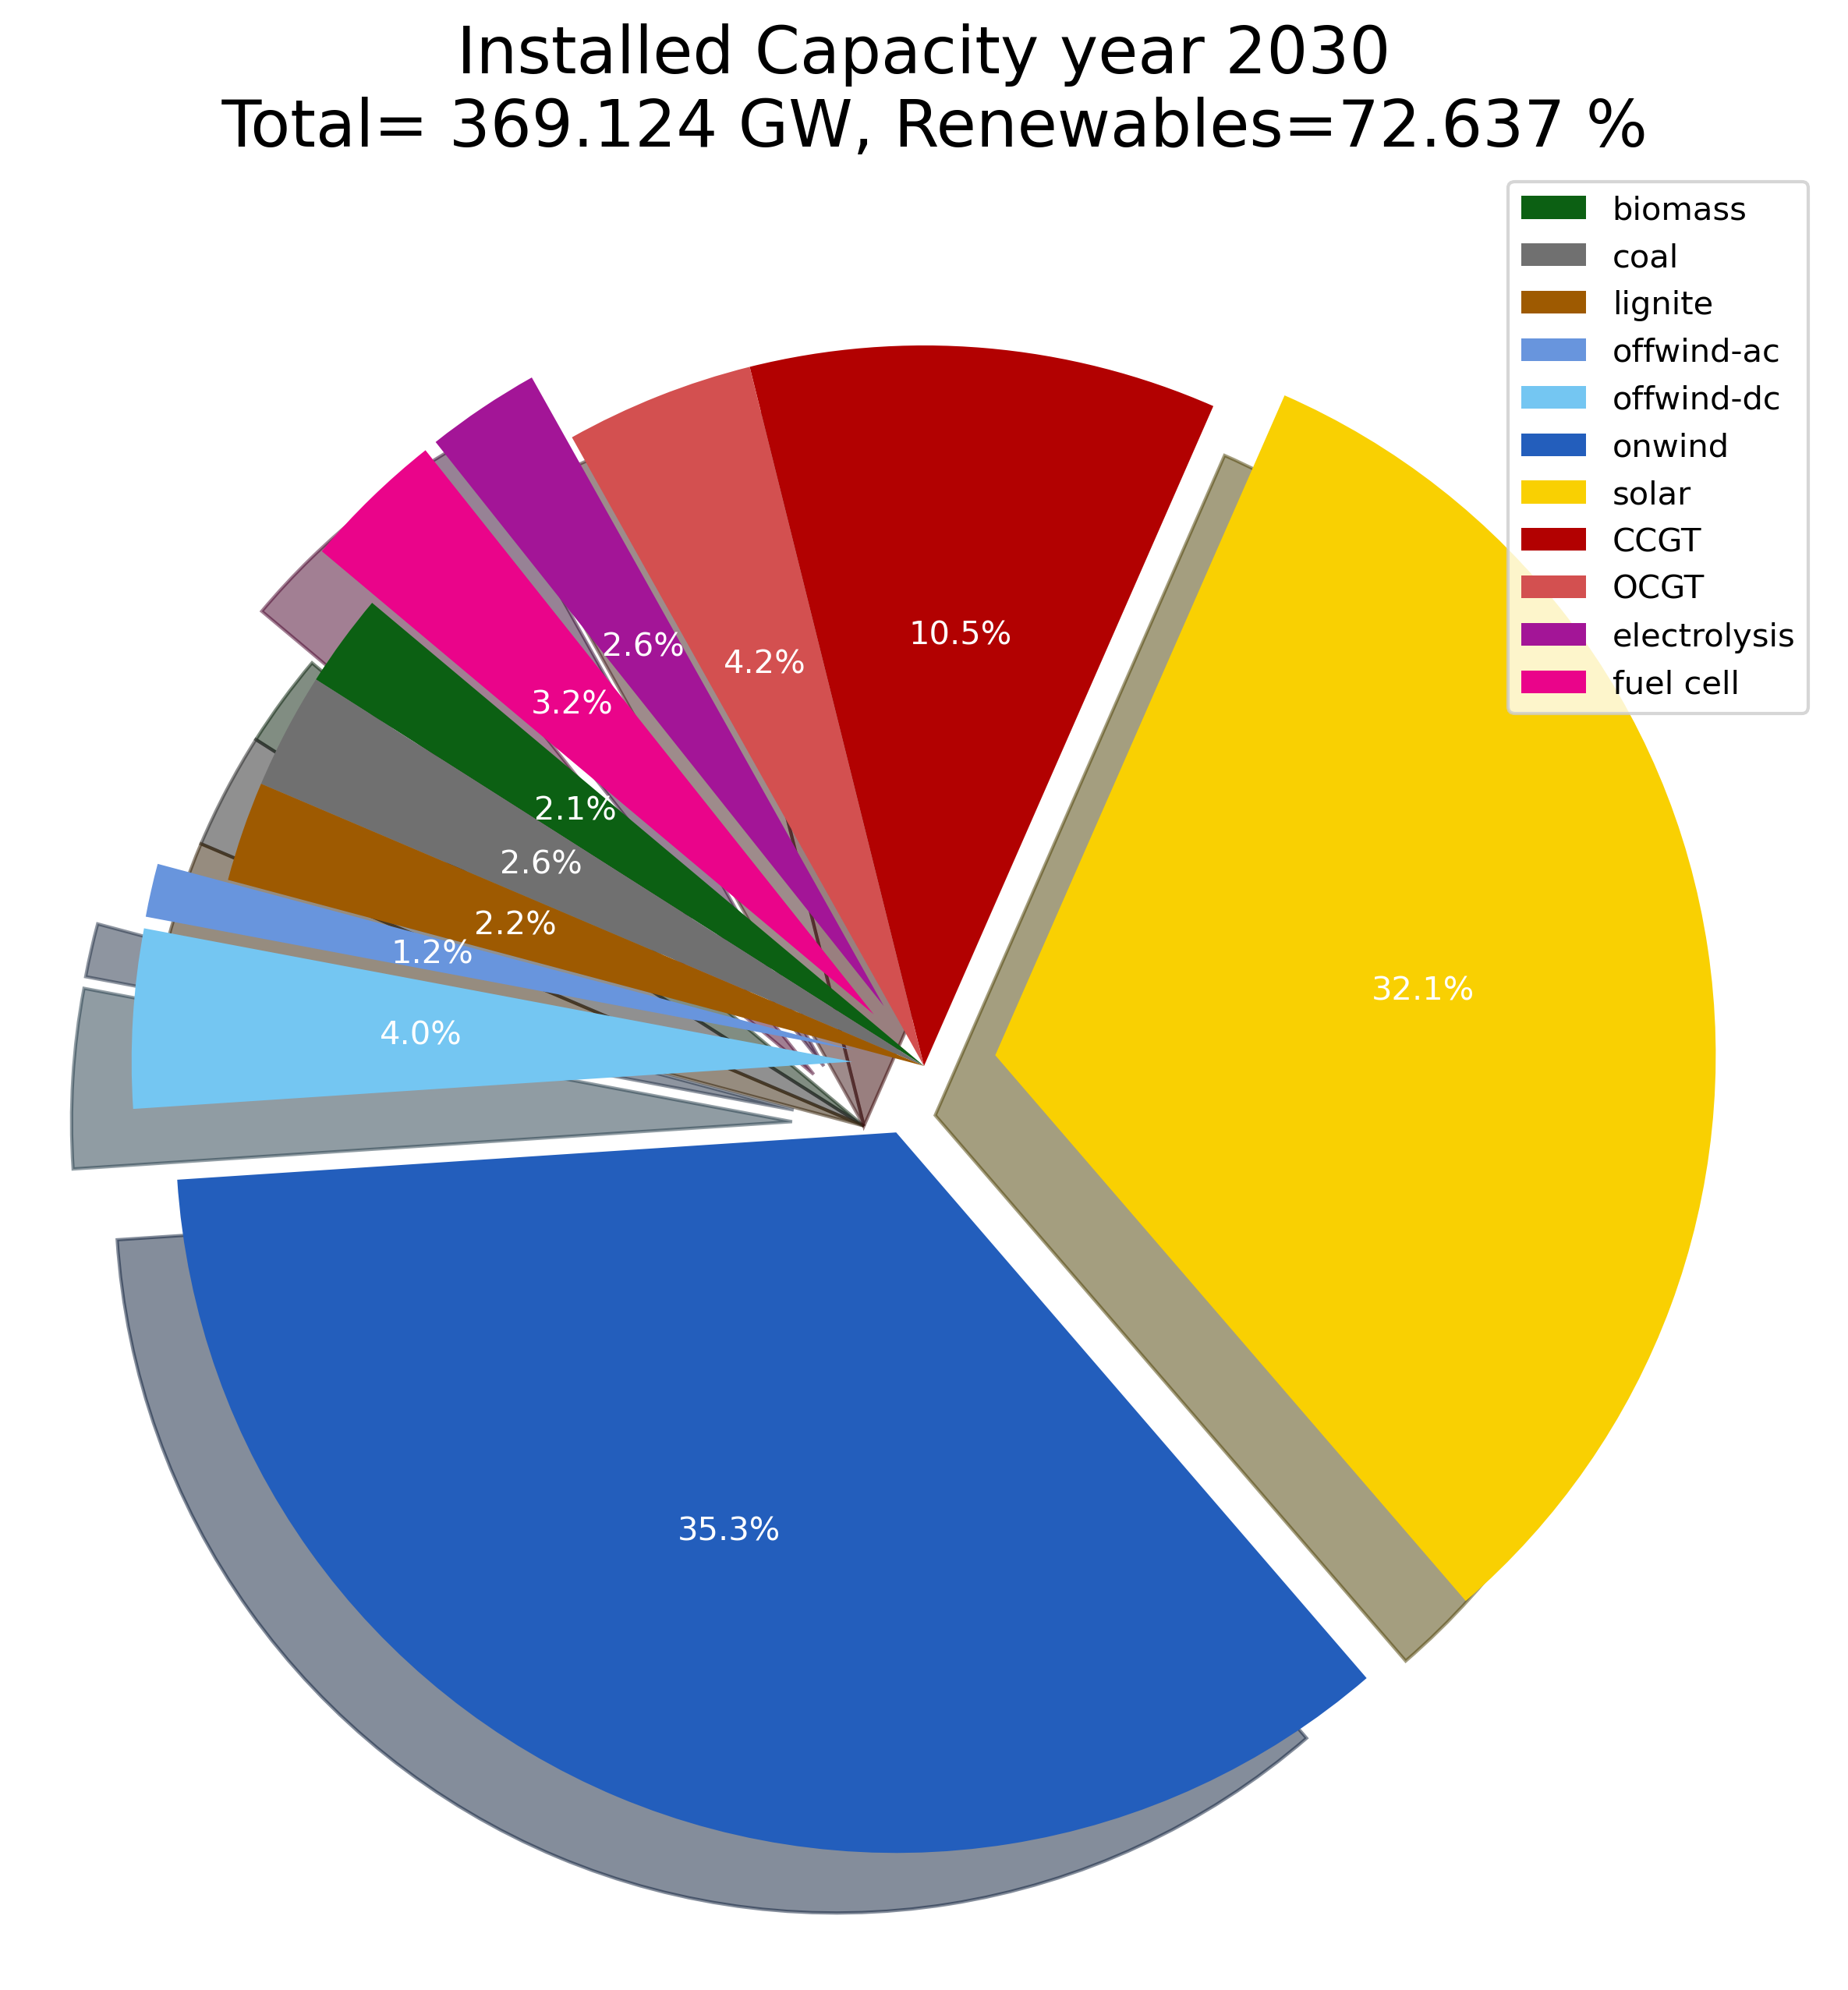 Installed Capacity year 2030
Total= 369.124 GW, Renewables=72.637 %
biomass
coal
lignite
offwind-ac
offwind-dc
onwind
solar
CCGT
OCGT
electrolysis
fuel cell
10.5%
2.6%
4.2%
3.2%
2.1%
2.6%
2.2%
1.2%
32.1%
4.0%
35.3%